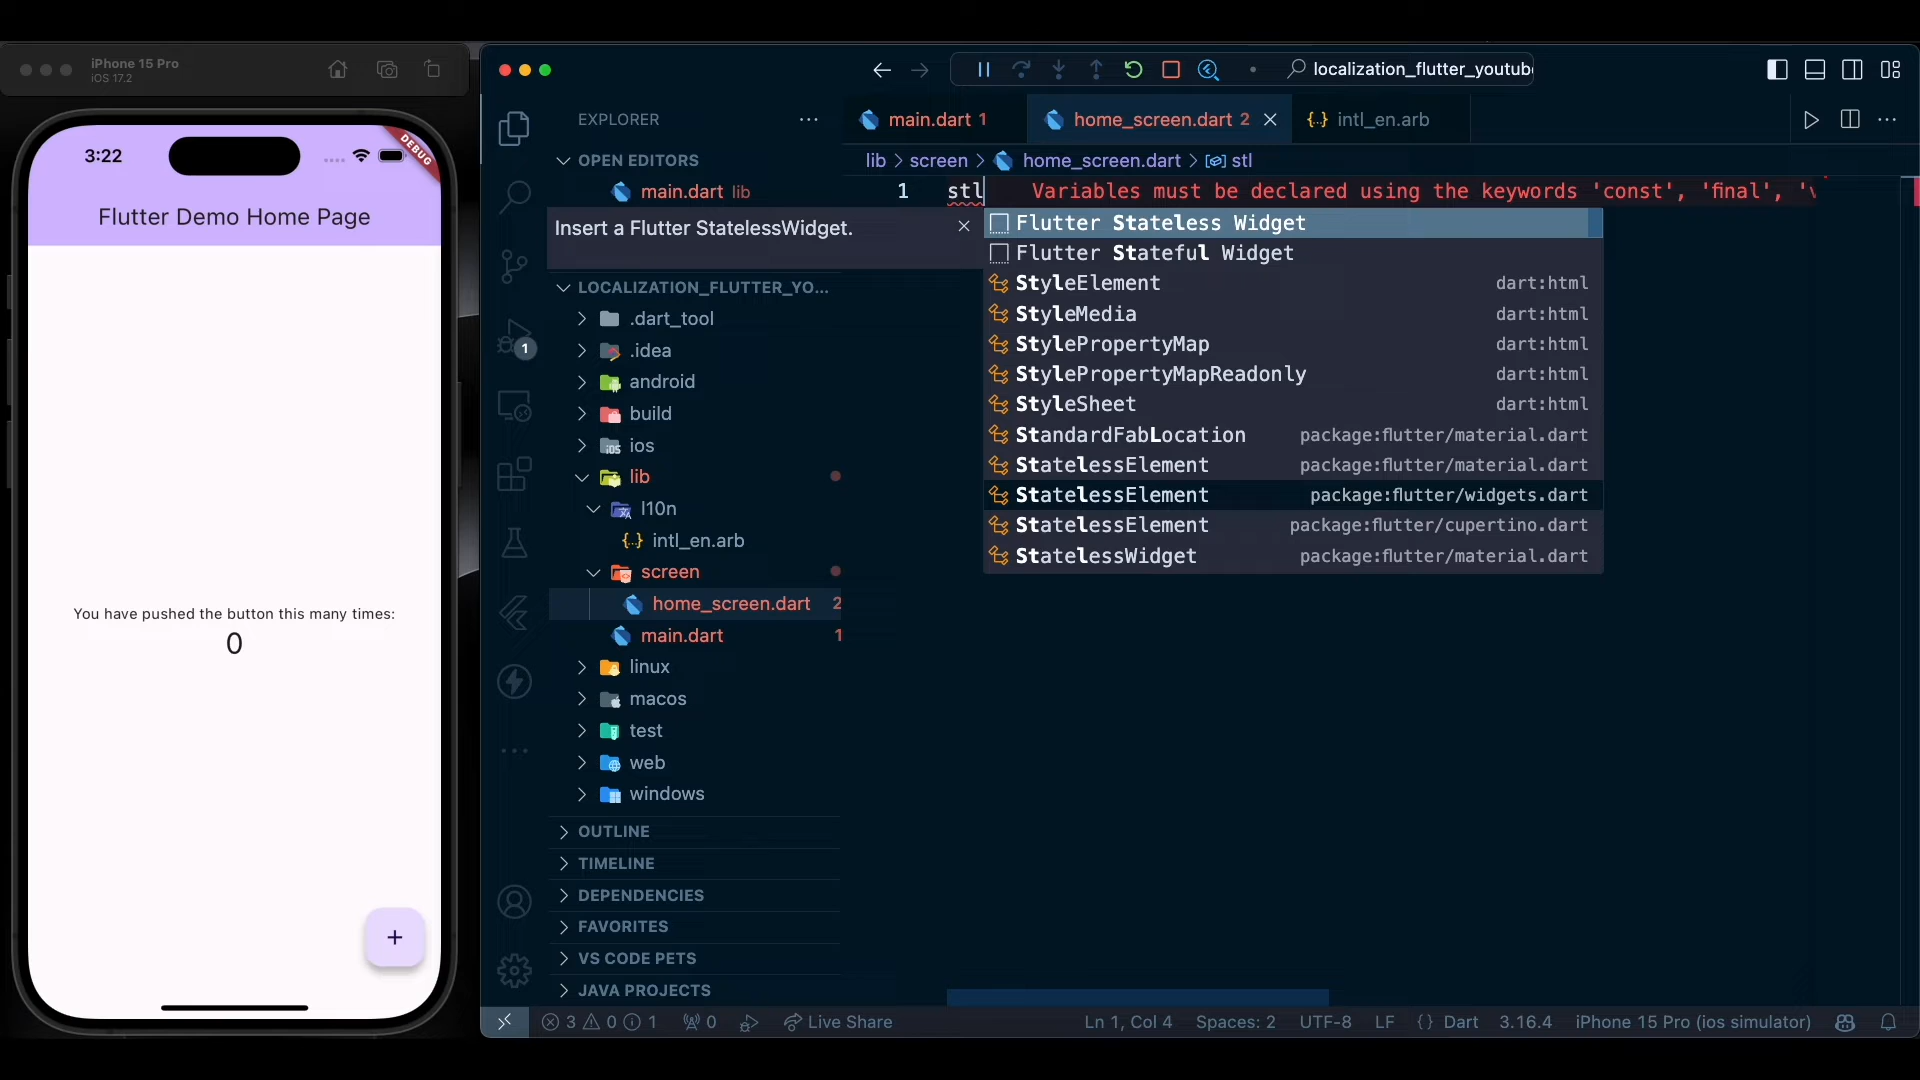 iPhone 15 Pro
iOS 17.2
3:22
DEBUG
Flutter Demo Home Page
You have pushed the button this many times:
0
+
localization_flutter_youtub
EXPLORER
main.dart 1
home_screen.dart 2
{..} intl_en.arb
OPEN EDITORS
main.dart lib
lib > screen > home_screen.dart > stl
1 stl Variables must be declared using the keywords 'const', 'final', '
Insert a Flutter StatelessWidget.
Flutter Stateless Widget
Flutter Stateful Widget
StyleElement dart:html
StyleMedia dart:html
StylePropertyMap dart:html
StylePropertyMapReadonly dart:html
StyleSheet dart:html
StandardFabLocation package:flutter/material.dart
StatelessElement package:flutter/material.dart
StatelessElement package:flutter/widgets.dart
StatelessElement package:flutter/cupertino.dart
StatelessWidget package:flutter/material.dart
LOCALIZATION_FLUTTER_YO...
.dart_tool
.idea
android
build
ios
lib
l10n
{..} intl_en.arb
screen
home_screen.dart 2
main.dart 1
linux
macos
test
web
windows
1
OUTLINE
TIMELINE
DEPENDENCIES
FAVORITES
VS CODE PETS
JAVA PROJECTS
3 0 1 0 Live Share Ln 1, Col 4 Spaces: 2 UTF-8 LF {} Dart 3.16.4 iPhone 15 Pro (ios simulator)